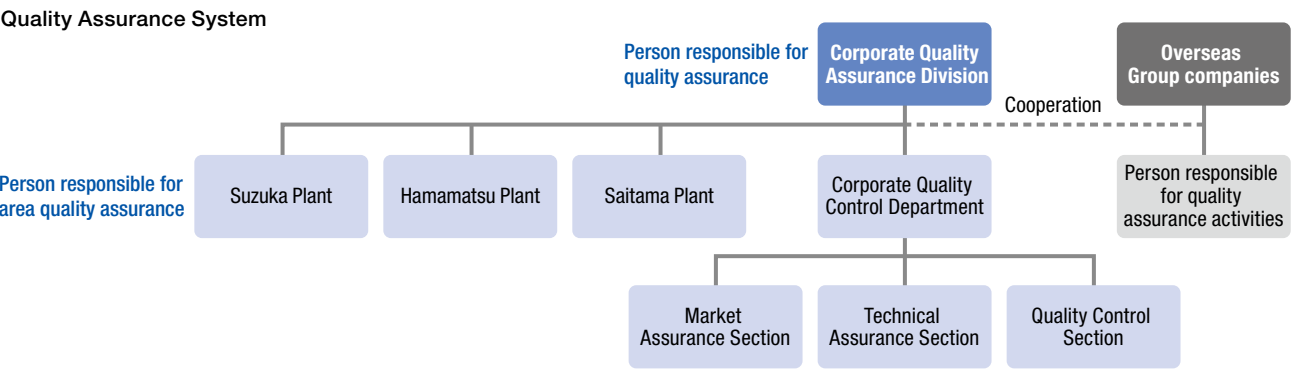 Quality Assurance System
Person responsible for
quality assurance
Corporate Quality
Assurance Division
Overseas
Group companies
Cooperation
Person responsible for
area quality assurance
Suzuka Plant
Hamamatsu Plant
Saitama Plant
Corporate Quality
Control Department
Person responsible
for quality
assurance activities
Market
Assurance Section
Technical
Assurance Section
Quality Control
Section